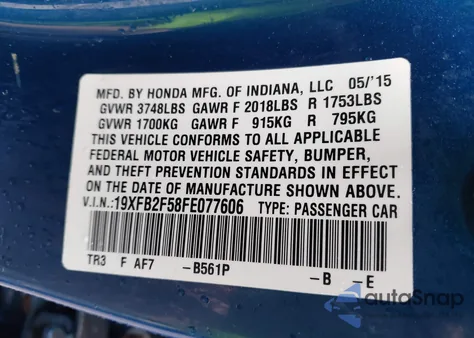 MFD. BY HONDA MFG. OF INDIANA, LLC 05/'15
GVWR 3748LBS GAWR F 2018LBS R 1753LBS
GVWR 1700KG GAWR F 915KG R 795KG
THIS VEHICLE CONFORMS TO ALL APPLICABLE
FEDERAL MOTOR VEHICLE SAFETY, BUMPER,
AND THEFT PREVENTION STANDARDS IN EFFECT
ON THE DATE OF MANUFACTURE SHOWN ABOVE.
V.I.N.:19XFB2F58FE077606 TYPE: PASSENGER CAR
TR3 F AF7 -B561P -B -E
autoSnap